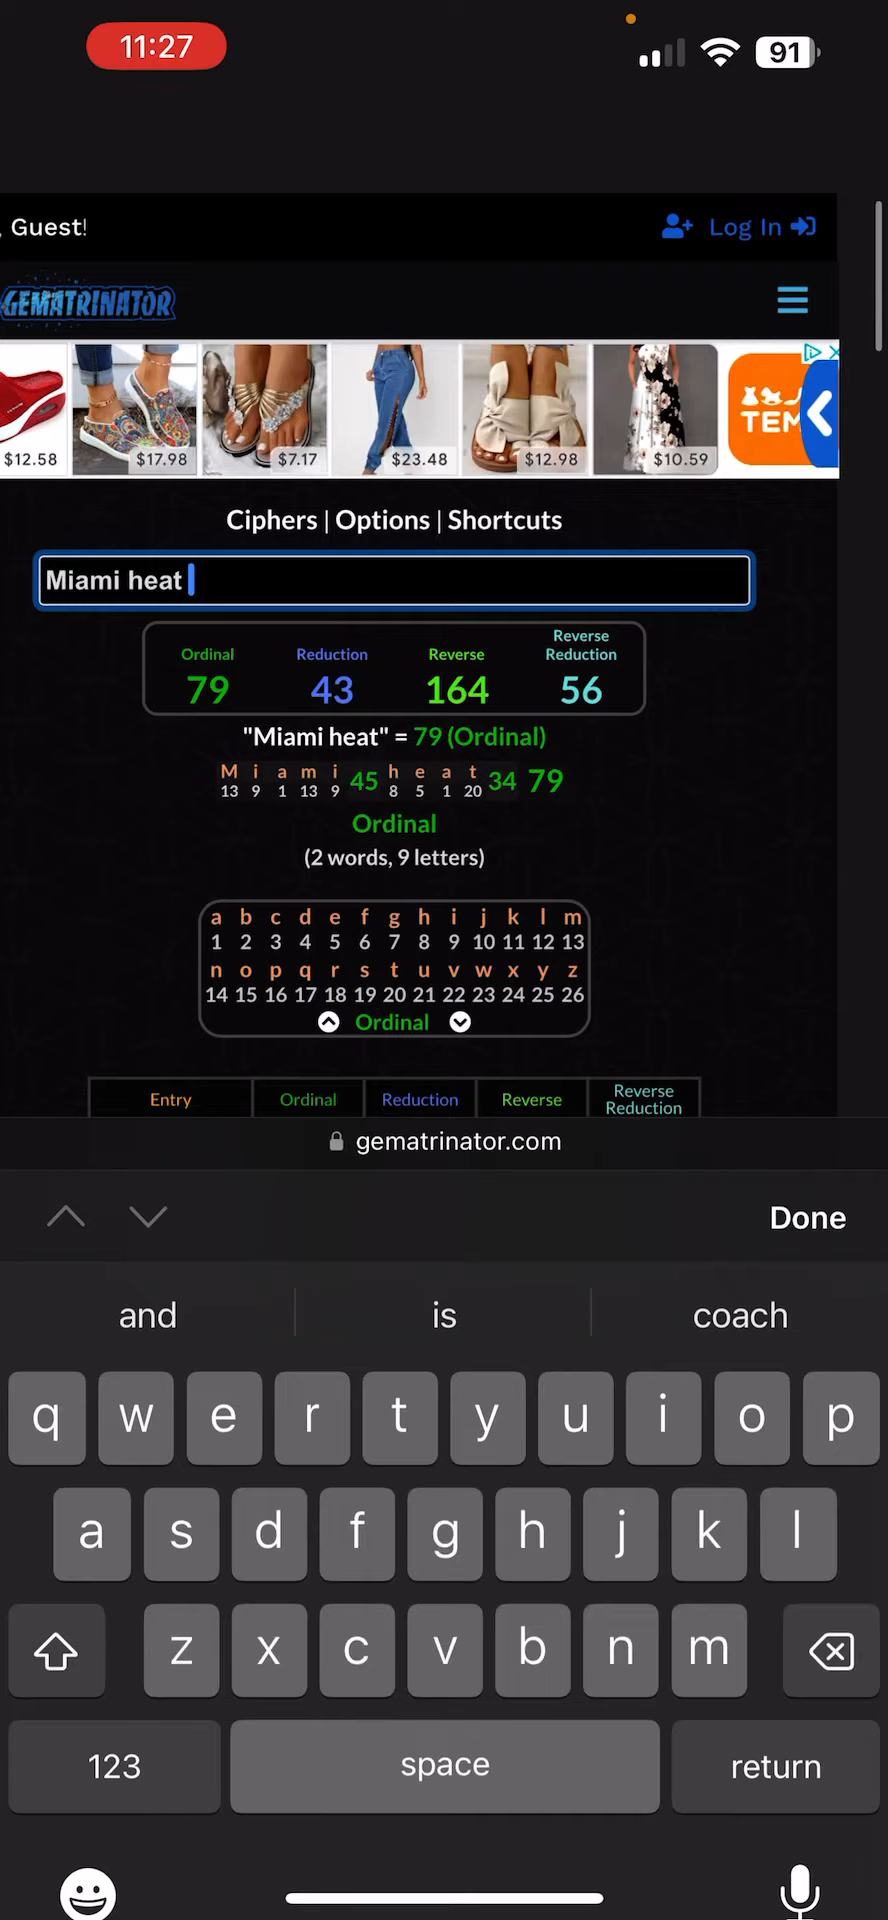 11:27
91
, Guest!
Log In
GEMATRINATOR
$12.58 $17.98 $7.17 $23.48 $12.98 $10.59 TEM
Ciphers | Options | Shortcuts
Miami heat
Ordinal Reduction Reverse Reverse Reduction
79 43 164 56
"Miami heat" = 79 (Ordinal)
M i a m i 45 h e a t 34 79
13 9 1 13 9 8 5 1 20
Ordinal
(2 words, 9 letters)
a b c d e f g h i j k l m
1 2 3 4 5 6 7 8 9 10 11 12 13
n o p q r s t u v w x y z
14 15 16 17 18 19 20 21 22 23 24 25 26
Ordinal
Entry Ordinal Reduction Reverse Reverse Reduction
gematrinator.com
Done
and is coach
q w e r t y u i o p
a s d f g h j k l
z x c v b n m
123 space return